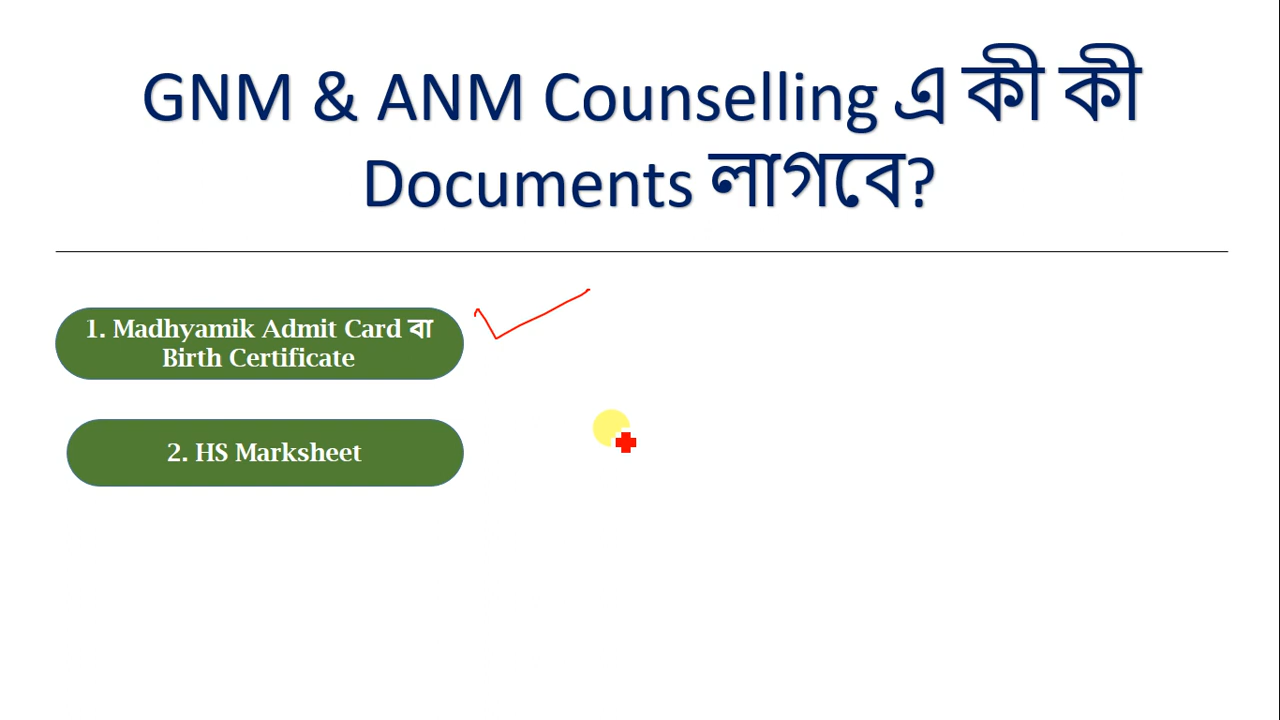 GNM & ANM Counselling এ কী কী
Documents লাগবে?
1. Madhyamik Admit Card বা
Birth Certificate
2. HS Marksheet